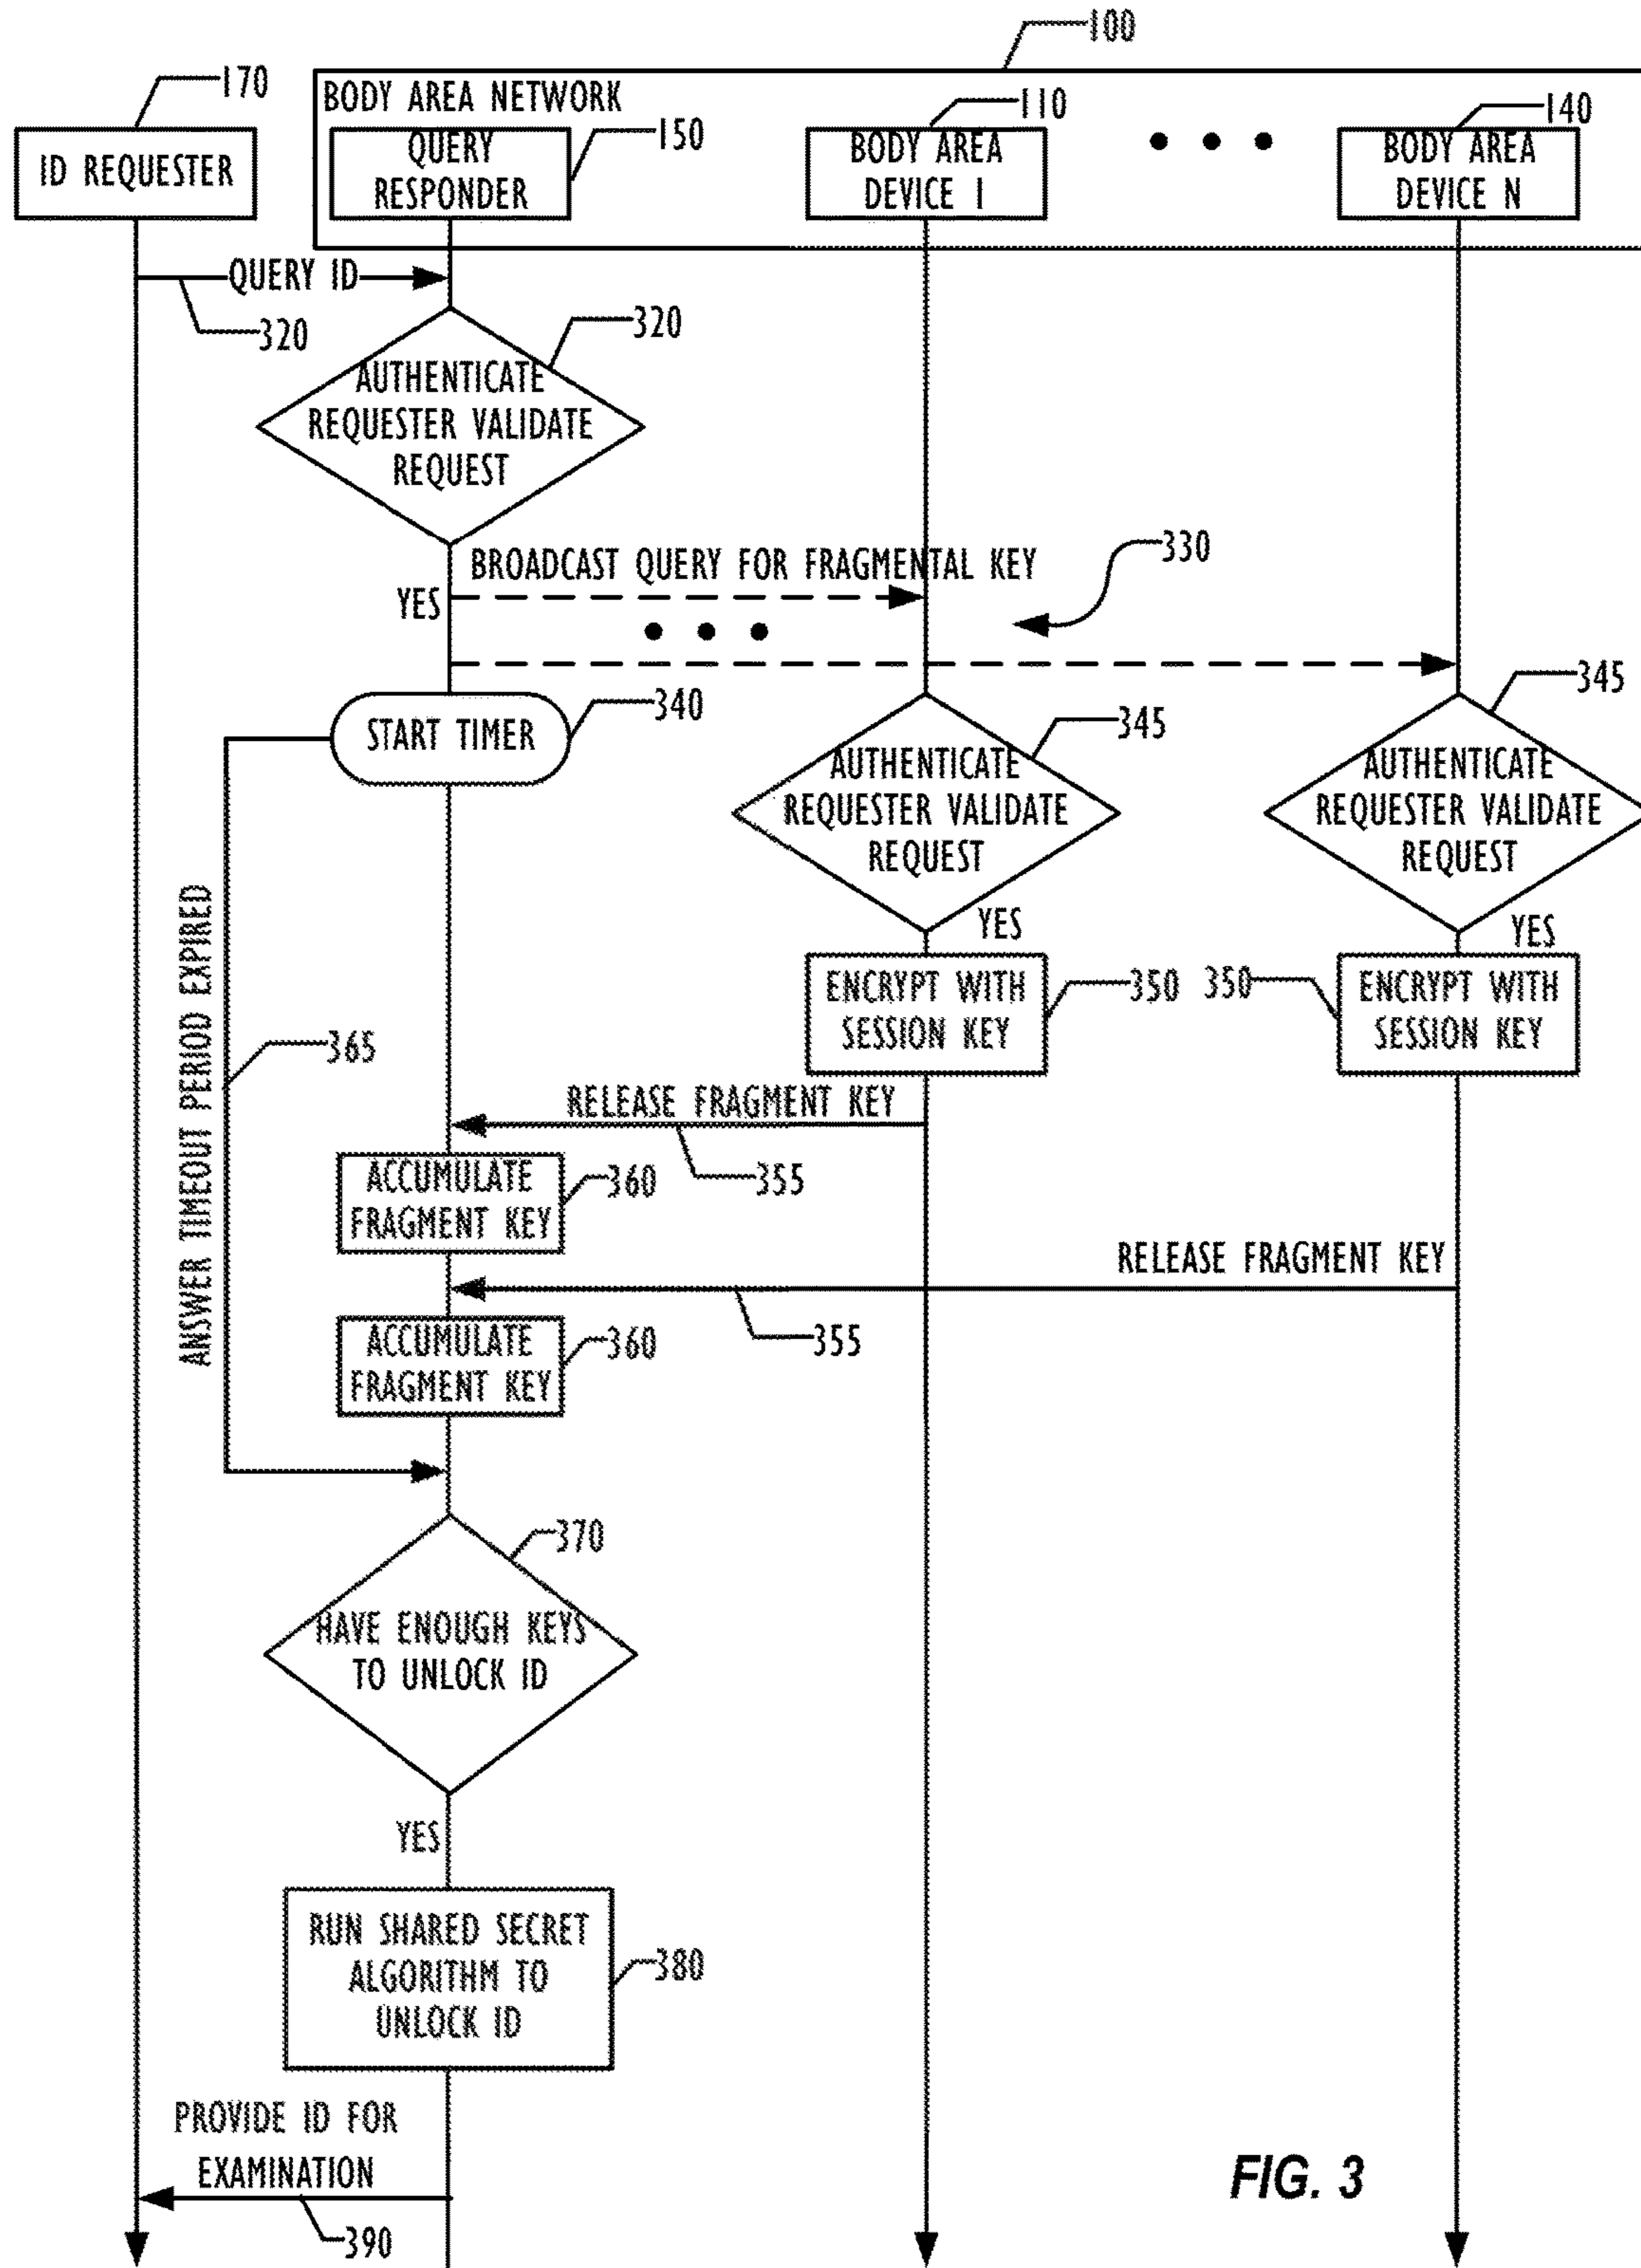 100
170
BODY AREA NETWORK
110
140
150
ID REQUESTER
QUERY
RESPONDER
BODY AREA
DEVICE 1
BODY AREA
DEVICE N
QUERY ID
320
320
AUTHENTICATE
REQUESTER VALIDATE
REQUEST
330
BROADCAST QUERY FOR FRAGMENTAL KEY
YES
340
345
345
START TIMER
AUTHENTICATE
REQUESTER VALIDATE
REQUEST
AUTHENTICATE
REQUESTER VALIDATE
REQUEST
YES
YES
ANSWER TIMEOUT PERIOD EXPIRED
ENCRYPT WITH
SESSION KEY
350
350
ENCRYPT WITH
SESSION KEY
365
RELEASE FRAGMENT KEY
355
ACCUMULATE
FRAGMENT KEY
360
RELEASE FRAGMENT KEY
355
ACCUMULATE
FRAGMENT KEY
360
370
HAVE ENOUGH KEYS
TO UNLOCK ID
YES
RUN SHARED SECRET
ALGORITHM TO
UNLOCK ID
380
PROVIDE ID FOR
EXAMINATION
390
FIG. 3